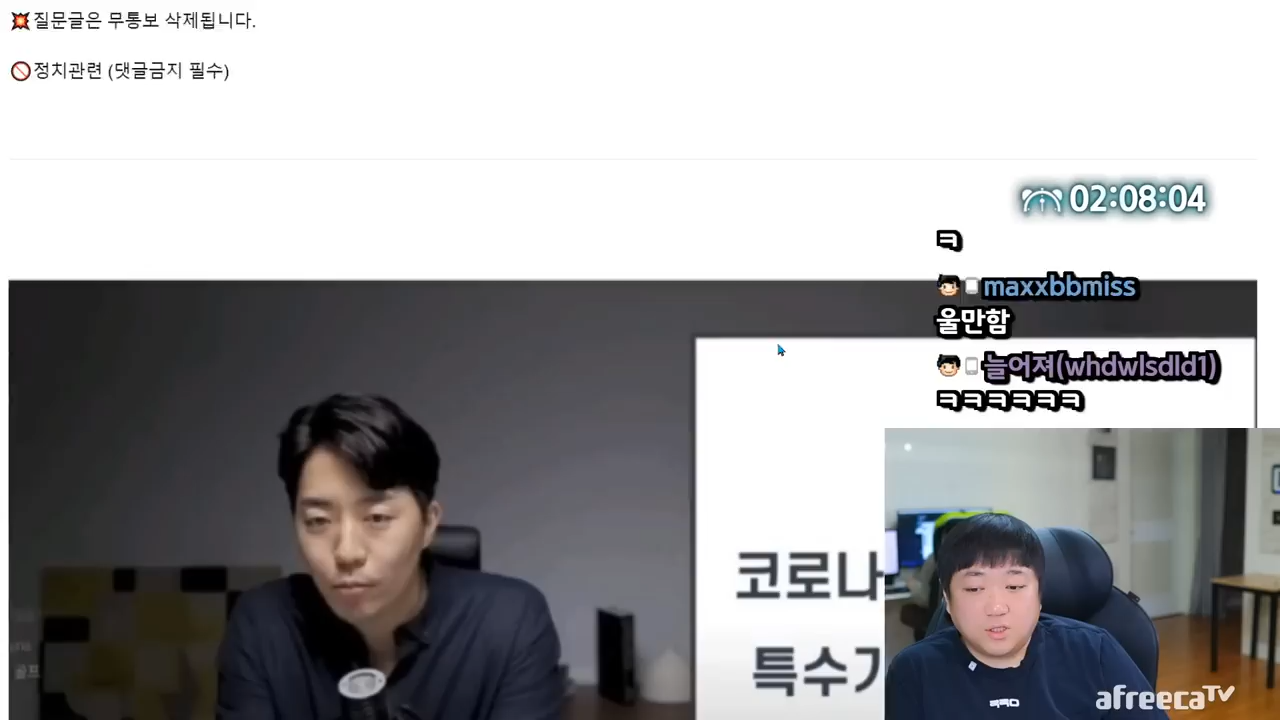 💥질문글은 무통보 삭제됩니다.
🚫정치관련 (댓글금지 필수)
02:08:04
ㅋ
maxxbbmiss
울만함
늘어져(whdwlsdld1)
ㅋㅋㅋㅋㅋㅋ
코로나
특수기
골프
afreecaTV